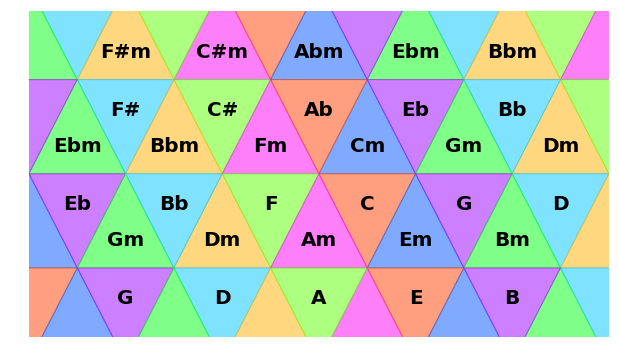 F#m C#m Abm Ebm Bbm
F# C# Ab Eb Bb
Ebm Bbm Fm Cm Gm Dm
Eb Bb F C G D
Gm Dm Am Em Bm
G D A E B